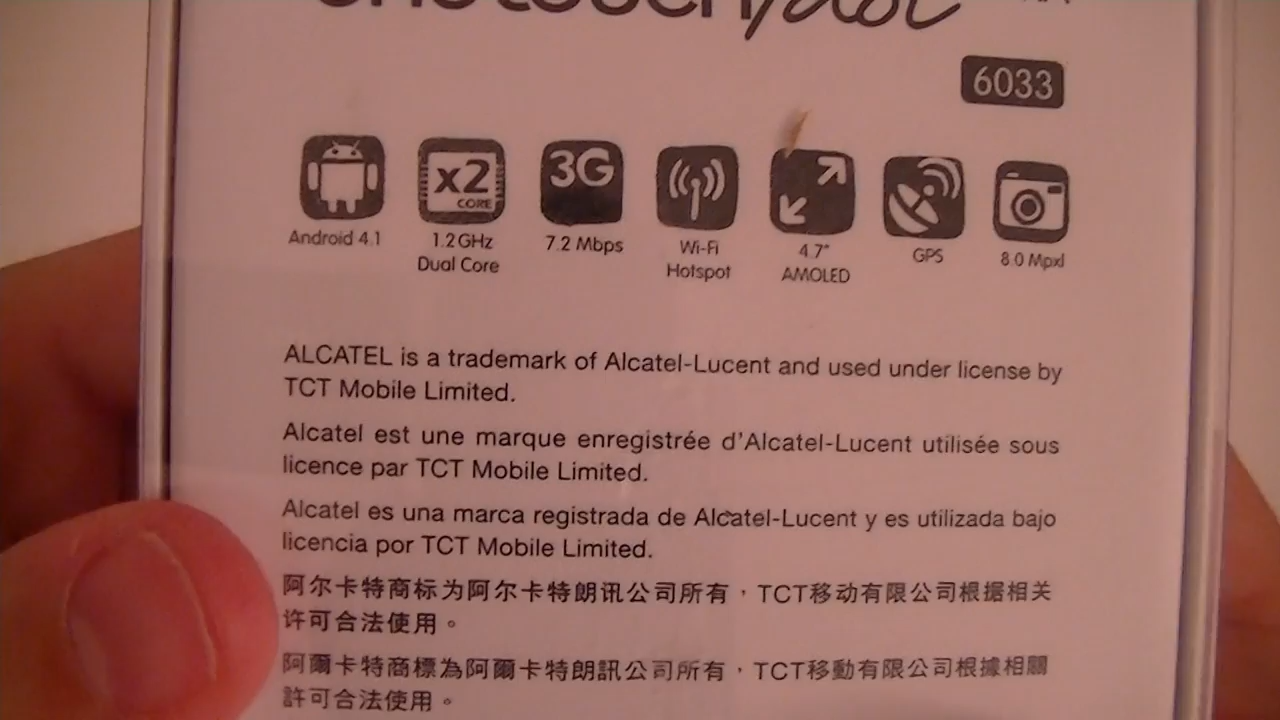 one touch idol
6033
x2 CORE
3G
Android 4.1
1.2GHz Dual Core
7.2 Mbps
Wi-Fi Hotspot
4.7" AMOLED
GPS
8.0 Mpxl
ALCATEL is a trademark of Alcatel-Lucent and used under license by
TCT Mobile Limited.
Alcatel est une marque enregistrée d'Alcatel-Lucent utilisée sous
licence par TCT Mobile Limited.
Alcatel es una marca registrada de Alcatel-Lucent y es utilizada bajo
licencia por TCT Mobile Limited.
阿尔卡特商标为阿尔卡特朗讯公司所有，TCT移动有限公司根据相关
许可合法使用。
阿爾卡特商標為阿爾卡特朗訊公司所有，TCT移動有限公司根據相關
許可合法使用。